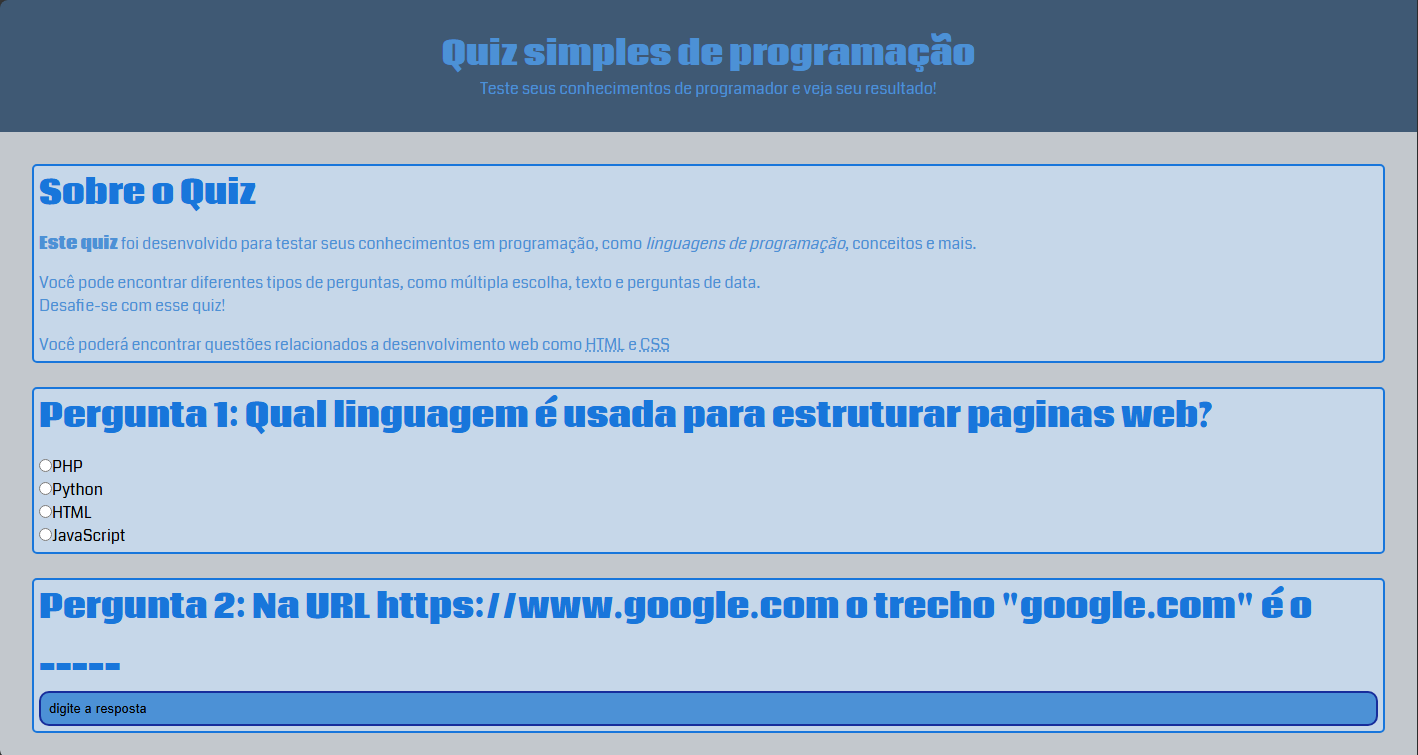 Quiz simples de programação
Teste seus conhecimentos de programador e veja seu resultado!
Sobre o Quiz
Este quiz foi desenvolvido para testar seus conhecimentos em programação, como linguagens de programação, conceitos e mais.
Você pode encontrar diferentes tipos de perguntas, como múltipla escolha, texto e perguntas de data.
Desafie-se com esse quiz!
Você poderá encontrar questões relacionados a desenvolvimento web como HTML e CSS
Pergunta 1: Qual linguagem é usada para estruturar paginas web?
PHP
Python
HTML
JavaScript
Pergunta 2: Na URL https://www.google.com o trecho "google.com" é o
-----
digite a resposta